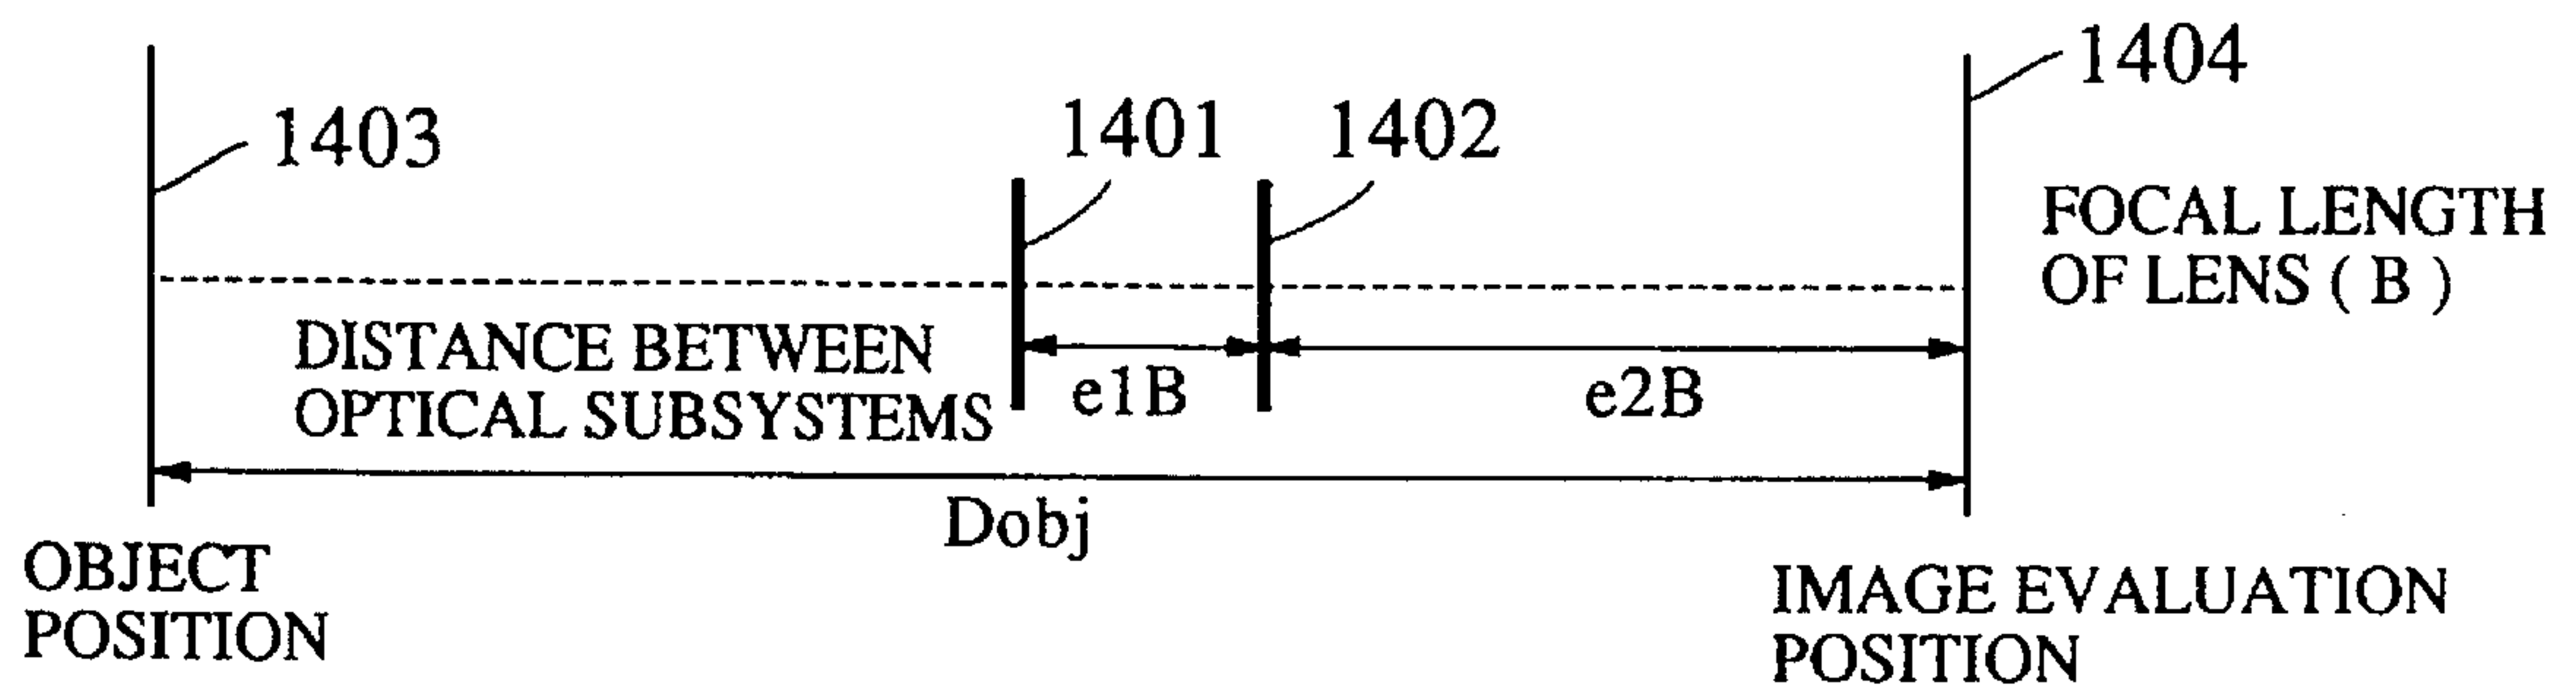 1404
1401
1402
1403
FOCAL LENGTH
OF LENS ( B )
DISTANCE BETWEEN
OPTICAL SUBSYSTEMS
e1B
e2B
Dobj
OBJECT
POSITION
IMAGE EVALUATION
POSITION